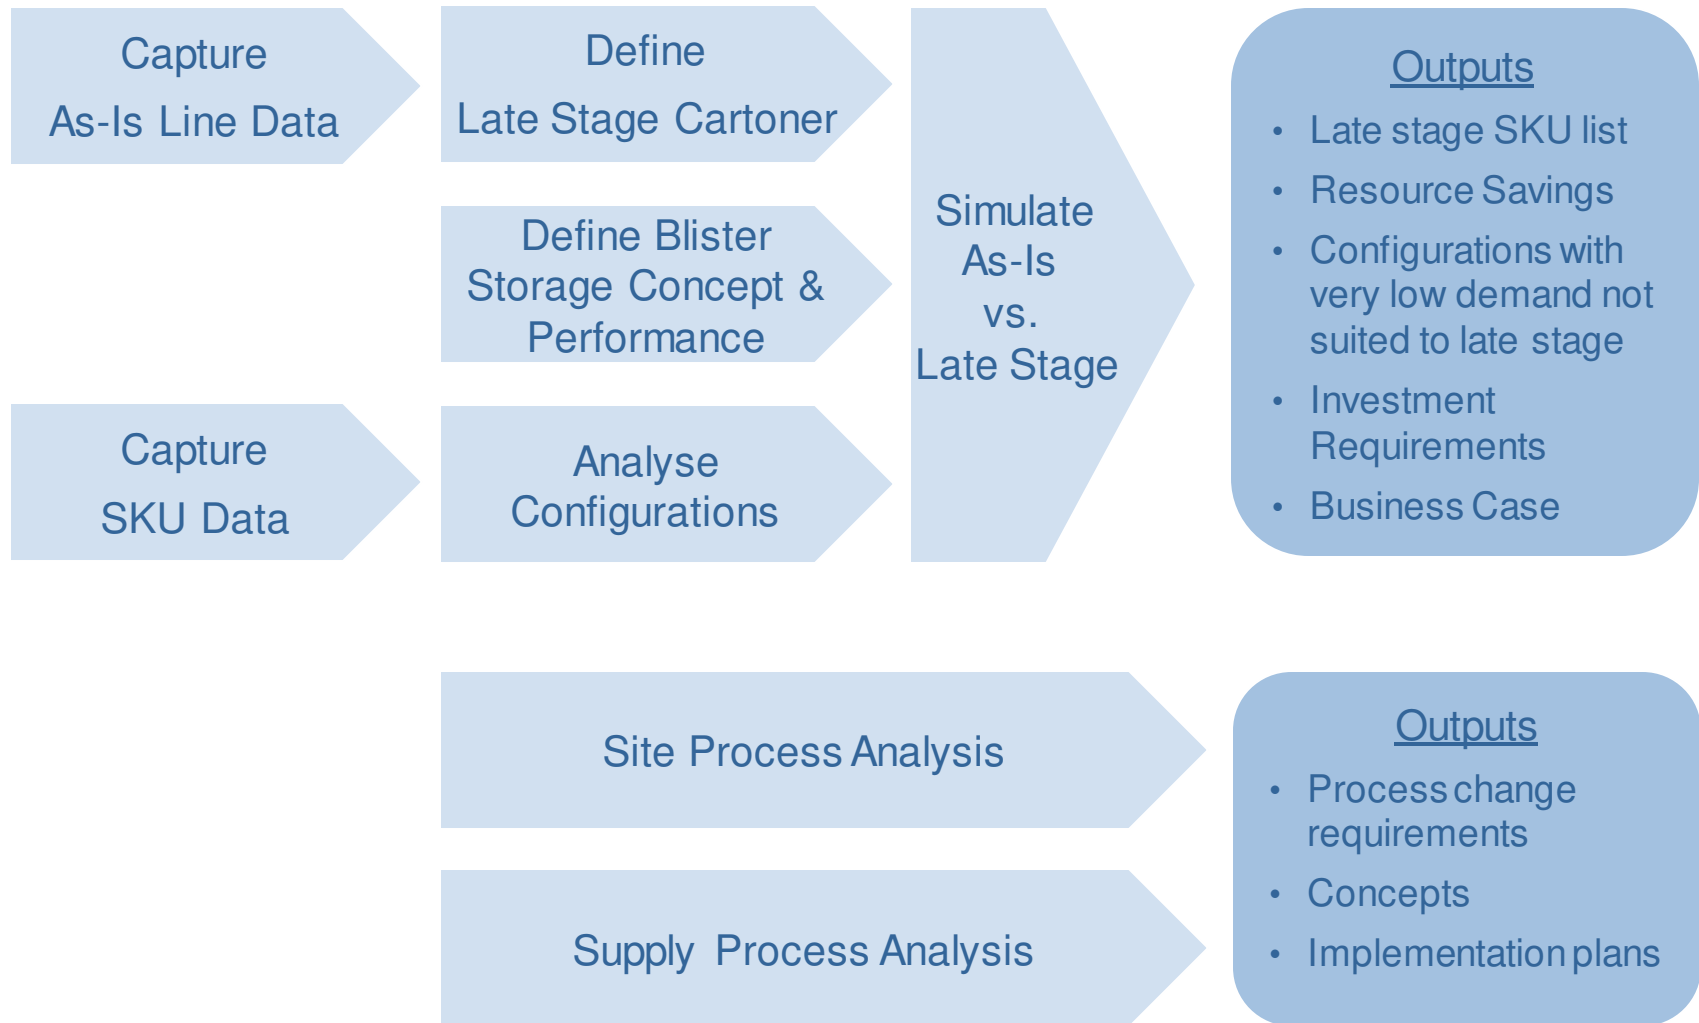 Capture
As-Is Line Data
Define
Late Stage Cartoner
Define Blister
Storage Concept &
Performance
Capture
SKU Data
Analyse
Configurations
Simulate
As-Is
vs.
Late Stage
Outputs
• Late stage SKU list
• Resource Savings
• Configurations with
very low demand not
suited to late stage
• Investment
Requirements
• Business Case
Site Process Analysis
Supply Process Analysis
Outputs
• Process change
requirements
• Concepts
• Implementation plans